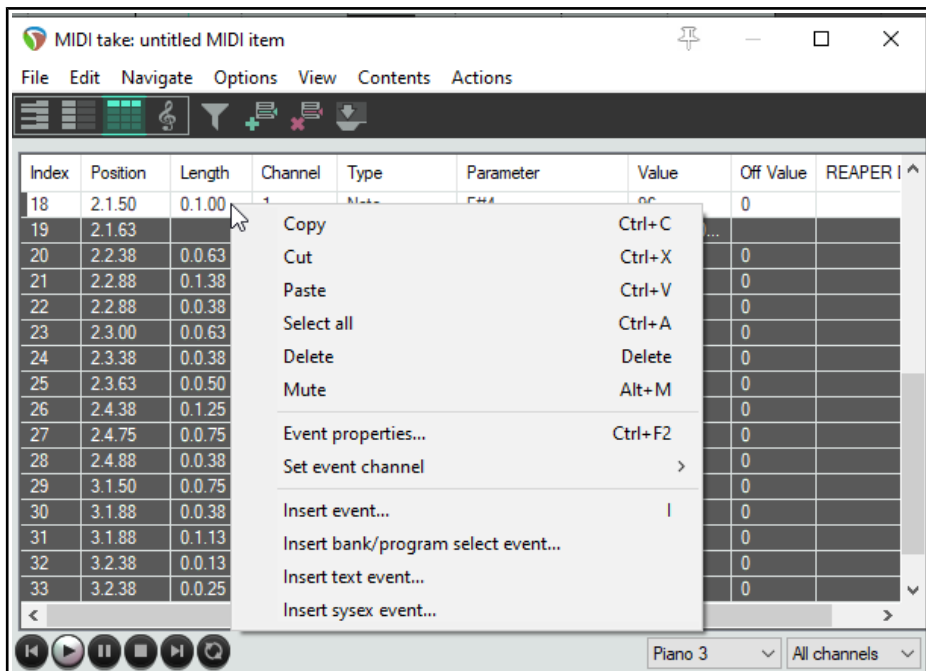 MIDI take: untitled MIDI item
File Edit Navigate Options View Contents Actions
Index Position Length Channel Type Parameter Value Off Value REAPER
18 2.1.50 0.1.00 1 Note F#4 96 0
19 2.1.63
20 2.2.38 0.0.63 0
21 2.2.88 0.1.38 0
22 2.2.88 0.0.38 0
23 2.3.00 0.0.63 0
24 2.3.38 0.0.38 0
25 2.3.63 0.0.50 0
26 2.4.38 0.1.25 0
27 2.4.75 0.0.75 0
28 2.4.88 0.0.38 0
29 3.1.50 0.0.75 0
30 3.1.88 0.0.38 0
31 3.1.88 0.1.13 0
32 3.2.38 0.0.13 0
33 3.2.38 0.0.25 0
Copy Ctrl+C
Cut Ctrl+X
Paste Ctrl+V
Select all Ctrl+A
Delete Delete
Mute Alt+M
Event properties... Ctrl+F2
Set event channel
Insert event... I
Insert bank/program select event...
Insert text event...
Insert sysex event...
Piano 3 All channels